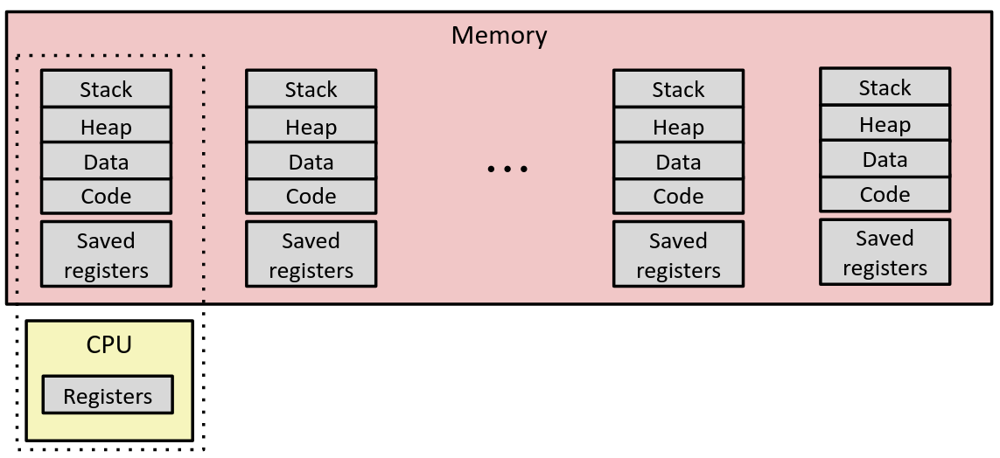 Memory
Stack
Heap
Data
Code
Saved
registers
Stack
Heap
Data
Code
Saved
registers
...
Stack
Heap
Data
Code
Saved
registers
Stack
Heap
Data
Code
Saved
registers
CPU
Registers